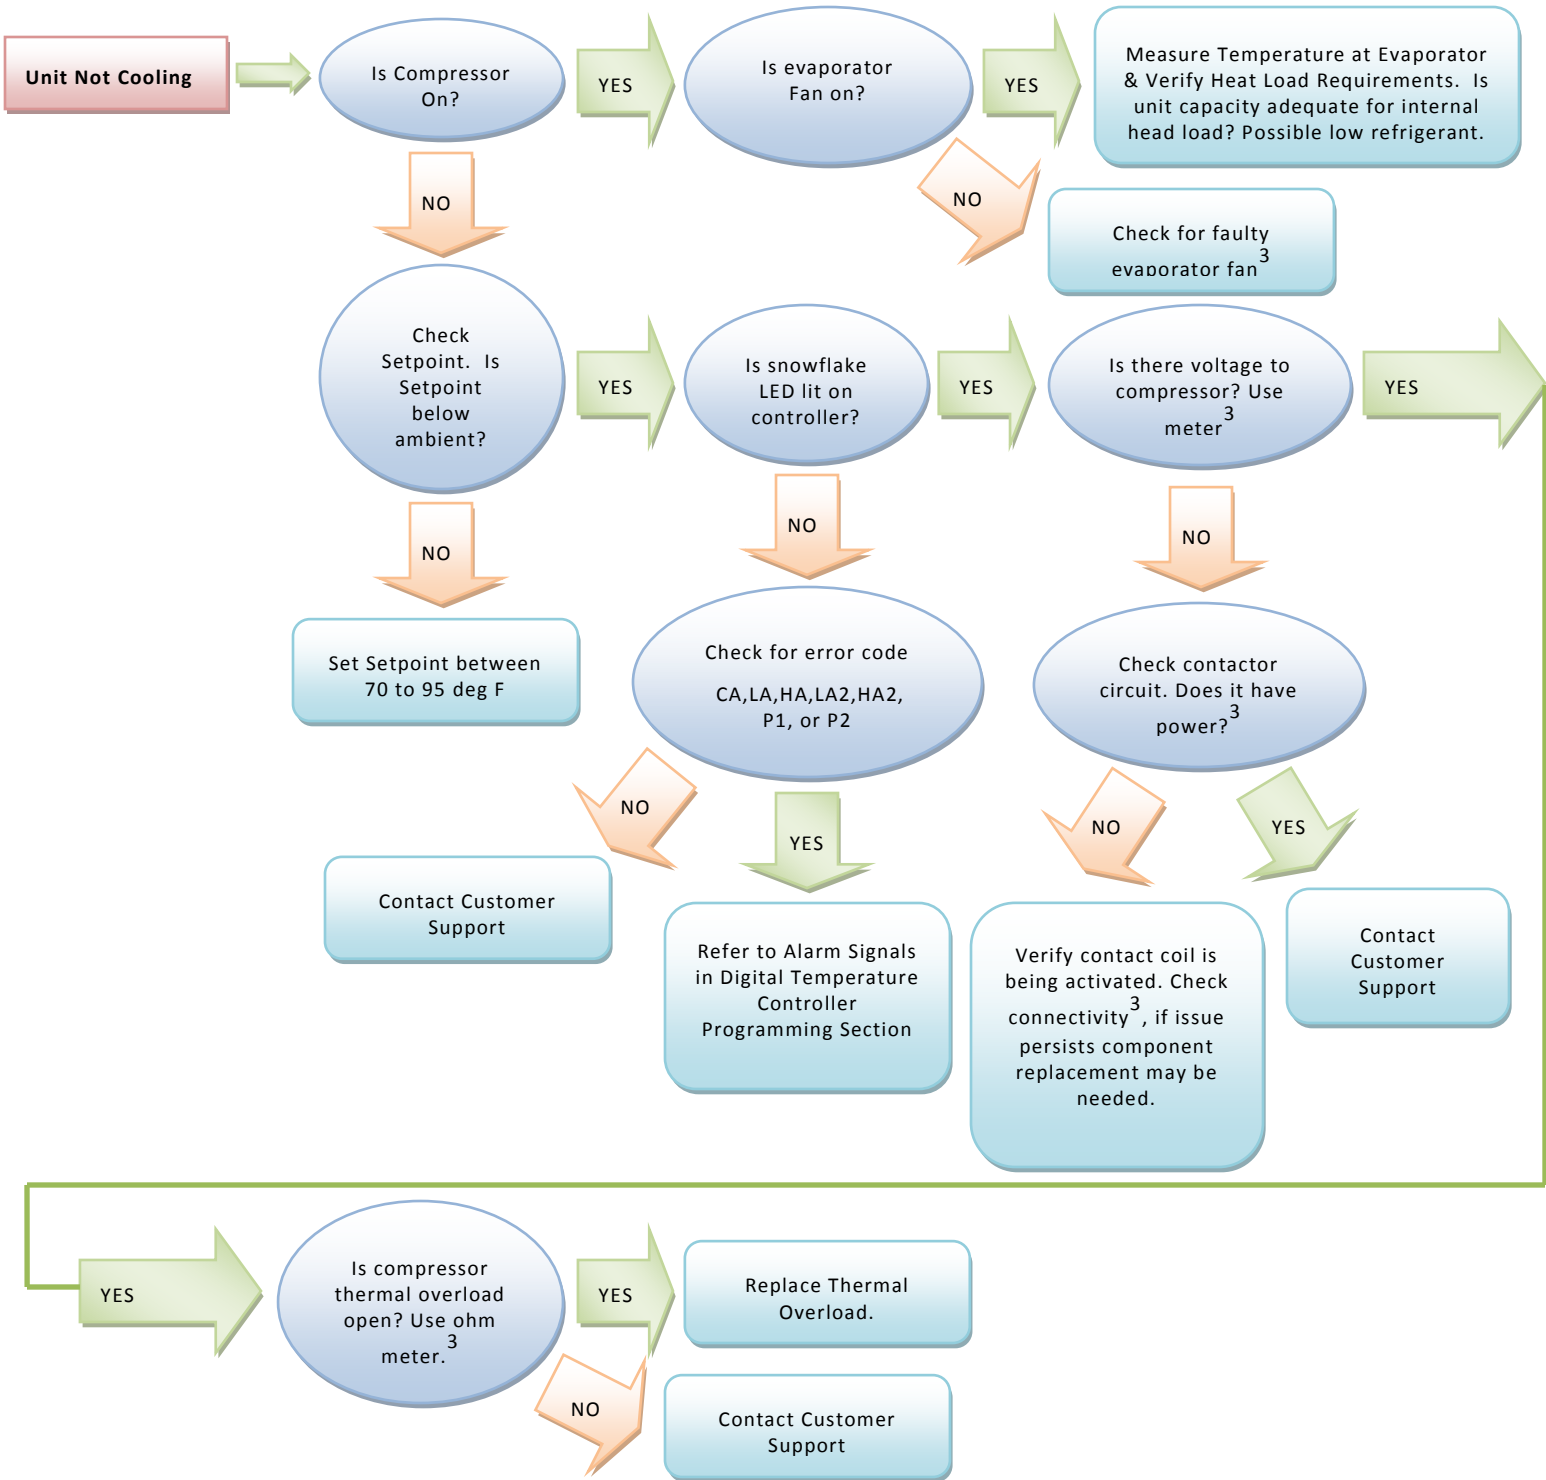 Unit Not Cooling
Is Compressor
On?
YES
Is evaporator
Fan on?
YES
Measure Temperature at Evaporator
& Verify Heat Load Requirements. Is
unit capacity adequate for internal
head load? Possible low refrigerant.
NO
NO
Check for faulty
evaporator fan3
Check
Setpoint. Is
Setpoint
below
ambient?
YES
Is snowflake
LED lit on
controller?
YES
Is there voltage to
compressor? Use
meter3
YES
NO
NO
NO
Set Setpoint between
70 to 95 deg F
Check for error code
CA,LA,HA,LA2,HA2,
P1, or P2
Check contactor
circuit. Does it have
power?3
NO
YES
NO
YES
Contact Customer
Support
Refer to Alarm Signals
in Digital Temperature
Controller
Programming Section
Verify contact coil is
being activated. Check
connectivity3, if issue
persists component
replacement may be
needed.
Contact
Customer
Support
YES
Is compressor
thermal overload
open? Use ohm
meter.3
YES
Replace Thermal
Overload.
NO
Contact Customer
Support